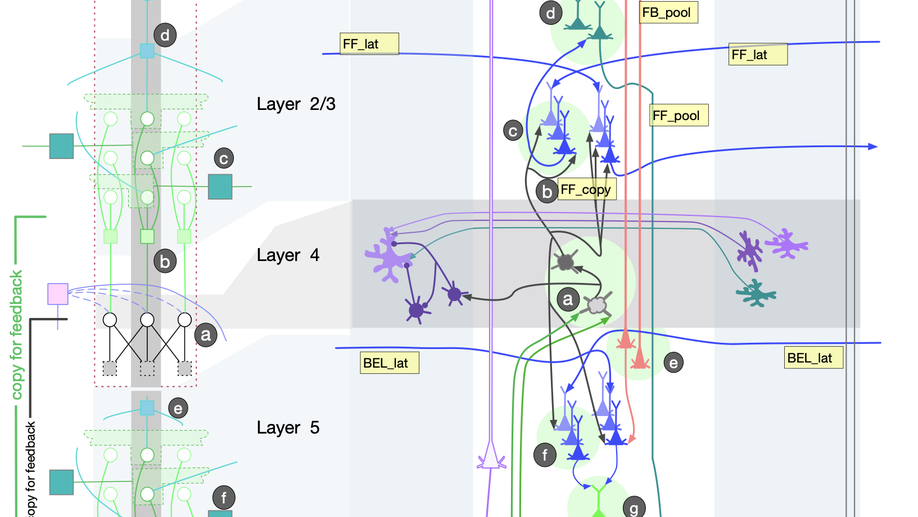 d
FB_pool
d
FF_lat
FF_lat
Layer 2/3
FF_pool
c
c
b
FF_copy
Layer 4
b
a
a
copy for feedback
BEL_lat
BEL_lat
e
e
Layer 5
copy for feedback
f
f
g